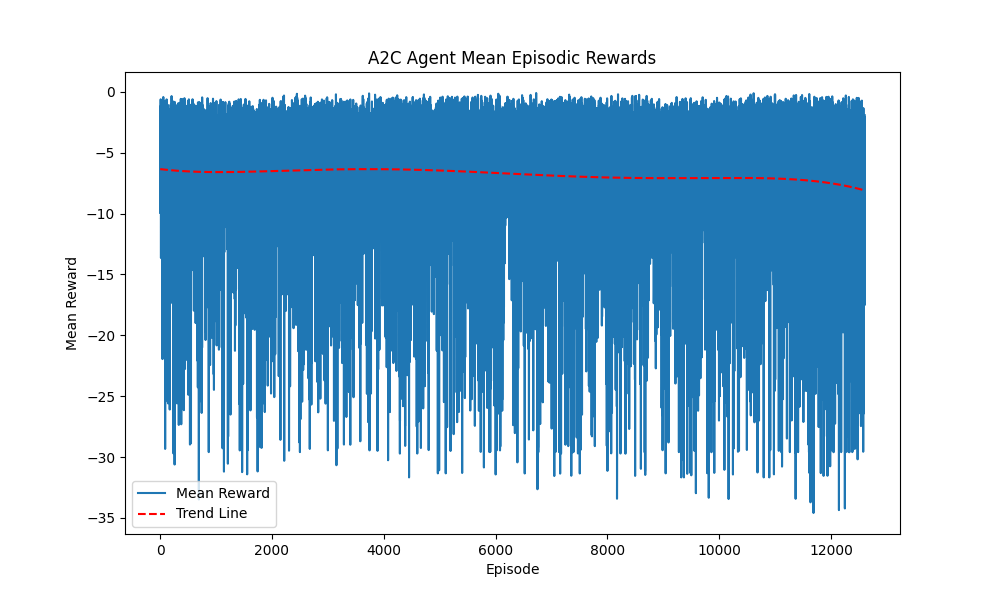 A2C Agent Mean Episodic Rewards
Mean Reward
0
−5
−10
−15
−20
−25
−30
−35
Mean Reward
Trend Line
0 2000 4000 6000 8000 10000 12000
Episode